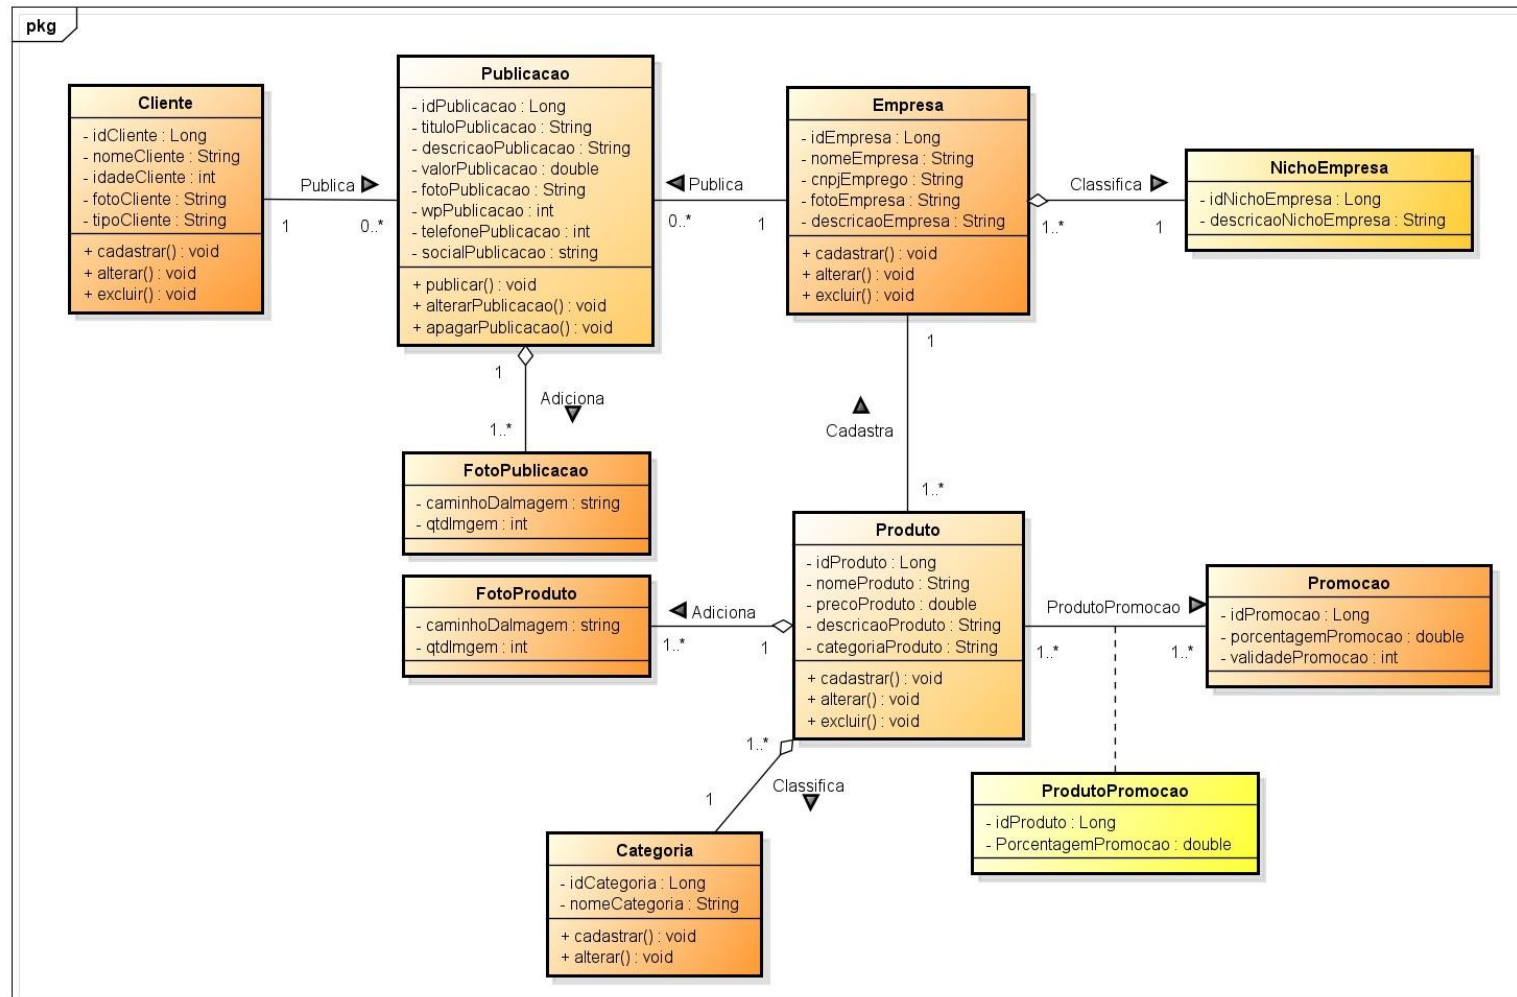 pkg
Cliente
- idCliente : Long
- nomeCliente : String
- idadeCliente : int
- fotoCliente : String
- tipoCliente : String
+ cadastrar() : void
+ alterar() : void
+ excluir() : void
Publica
1
0..*
Publicacao
- idPublicacao : Long
- tituloPublicacao : String
- descricaoPublicacao : String
- valorPublicacao : double
- fotoPublicacao : String
- wpPublicacao : int
- telefonePublicacao : int
- socialPublicacao : string
+ publicar() : void
+ alterarPublicacao() : void
+ apagarPublicacao() : void
Publica
0..*
1
Empresa
- idEmpresa : Long
- nomeEmpresa : String
- cnpjEmprego : String
- fotoEmpresa : String
- descricaoEmpresa : String
+ cadastrar() : void
+ alterar() : void
+ excluir() : void
Classifica
1..*
1
NichoEmpresa
- idNichoEmpresa : Long
- descricaoNichoEmpresa : String
1
Adiciona
1..*
FotoPublicacao
- caminhoDaImagem : string
- qtdImgem : int
1
Cadastra
1..*
FotoProduto
- caminhoDaImagem : string
- qtdImgem : int
Adiciona
1..*
1
Produto
- idProduto : Long
- nomeProduto : String
- precoProduto : double
- descricaoProduto : String
- categoriaProduto : String
+ cadastrar() : void
+ alterar() : void
+ excluir() : void
ProdutoPromocao
1..*
1..*
Promocao
- idPromocao : Long
- porcentagemPromocao : double
- validadePromocao : int
1..*
Classifica
1
ProdutoPromocao
- idProduto : Long
- PorcentagemPromocao : double
Categoria
- idCategoria : Long
- nomeCategoria : String
+ cadastrar() : void
+ alterar() : void